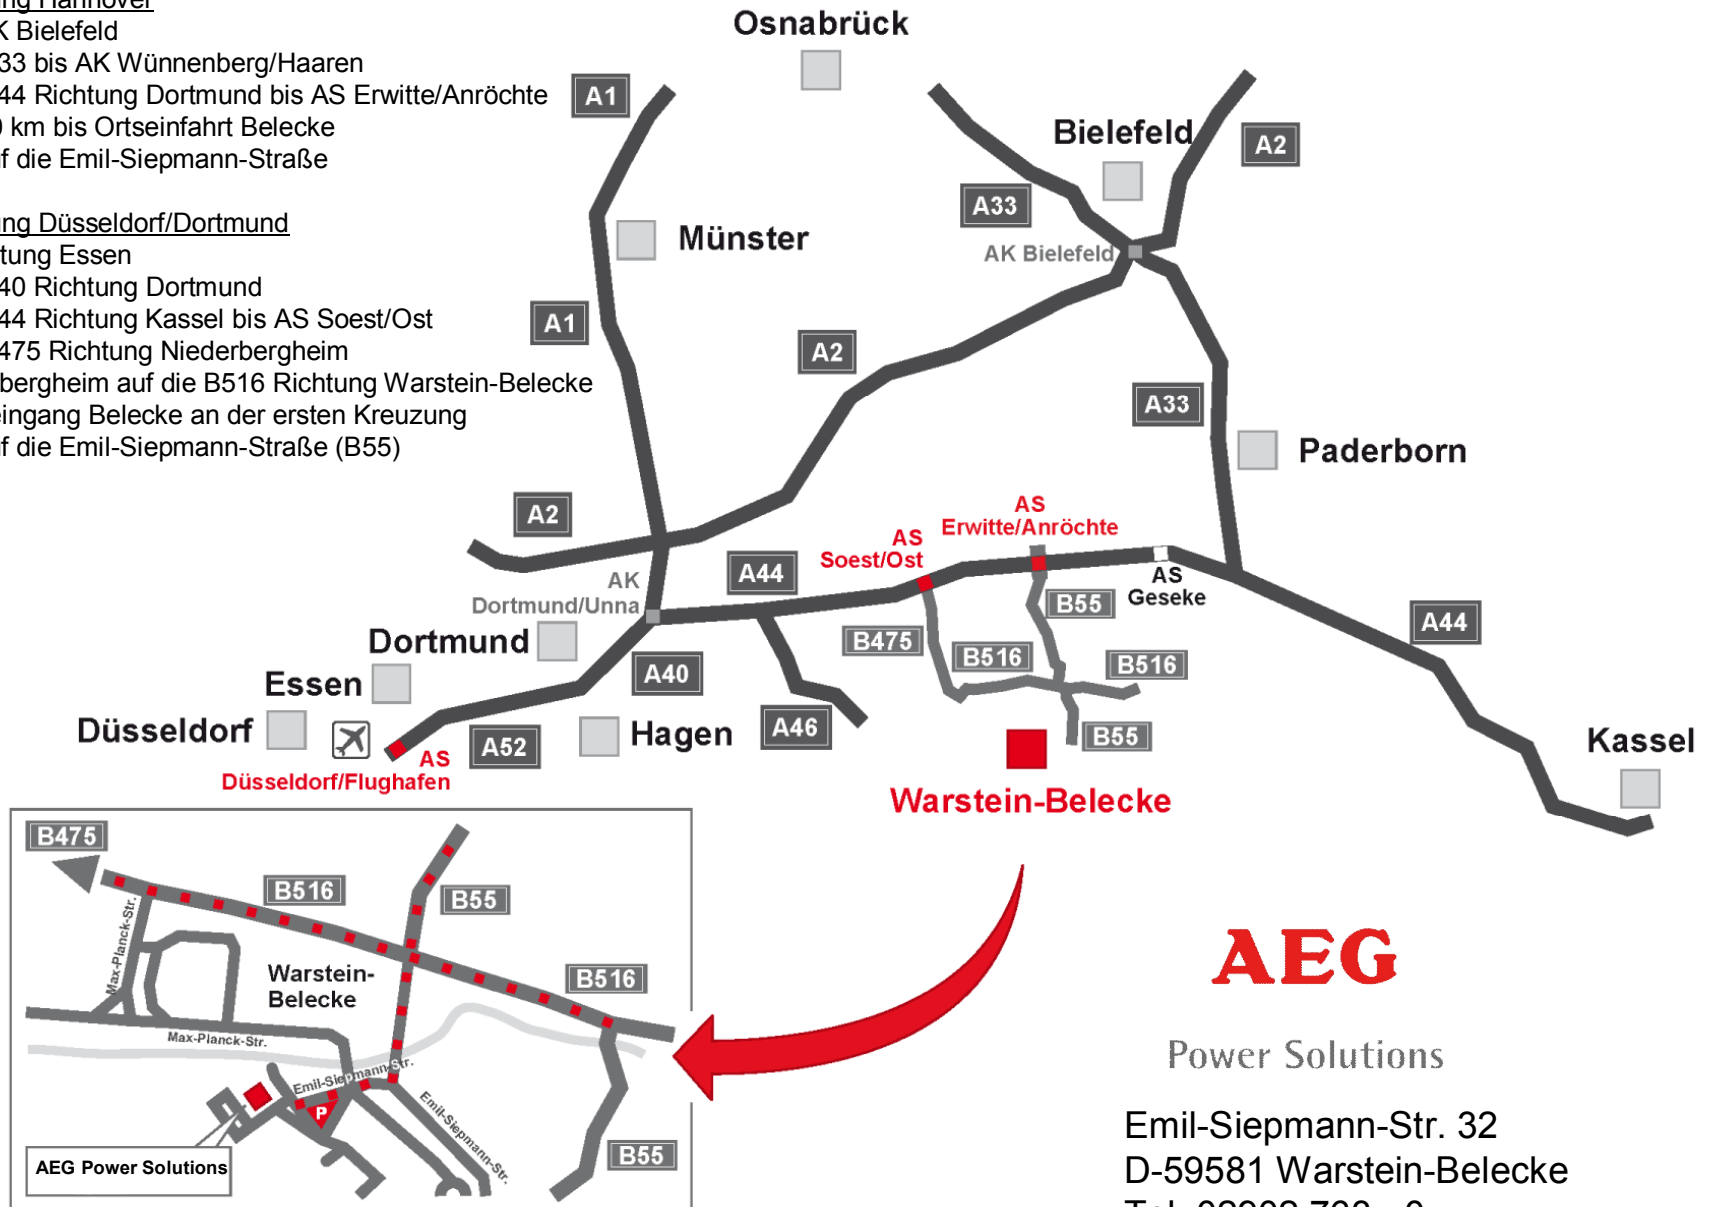 Hannover
Bielefeld
33 bis AK Wünnenberg/Haaren
44 Richtung Dortmund bis AS Erwitte/Anröchte
km bis Ortseinfahrt Belecke
die Emil-Siepmann-Straße
Düsseldorf/Dortmund
Essen
40 Richtung Dortmund
44 Richtung Kassel bis AS Soest/Ost
475 Richtung Niederbergheim
bergheim auf die B516 Richtung Warstein-Belecke
eingang Belecke an der ersten Kreuzung
die Emil-Siepmann-Straße (B55)
Osnabrück
A1
Bielefeld
A2
A33
Münster
AK Bielefeld
A1
A2
A33
Paderborn
A2
AS
Erwitte/Anröchte
AS
Soest/Ost
AK
Dortmund/Unna
A44
AS
Geseke
B55
A44
B475
B516
B516
Dortmund
Essen
A40
Düsseldorf
Hagen
A46
A52
B55
Kassel
AS
Düsseldorf/Flughafen
Warstein-Belecke
B475
B516
B55
Max-Planck-Str.
Warstein-
Belecke
B516
Max-Planck-Str.
Emil-Siepmann-Str.
P
Emil-Siepmann-Str.
B55
AEG Power Solutions
AEG
Power Solutions
Emil-Siepmann-Str. 32
D-59581 Warstein-Belecke